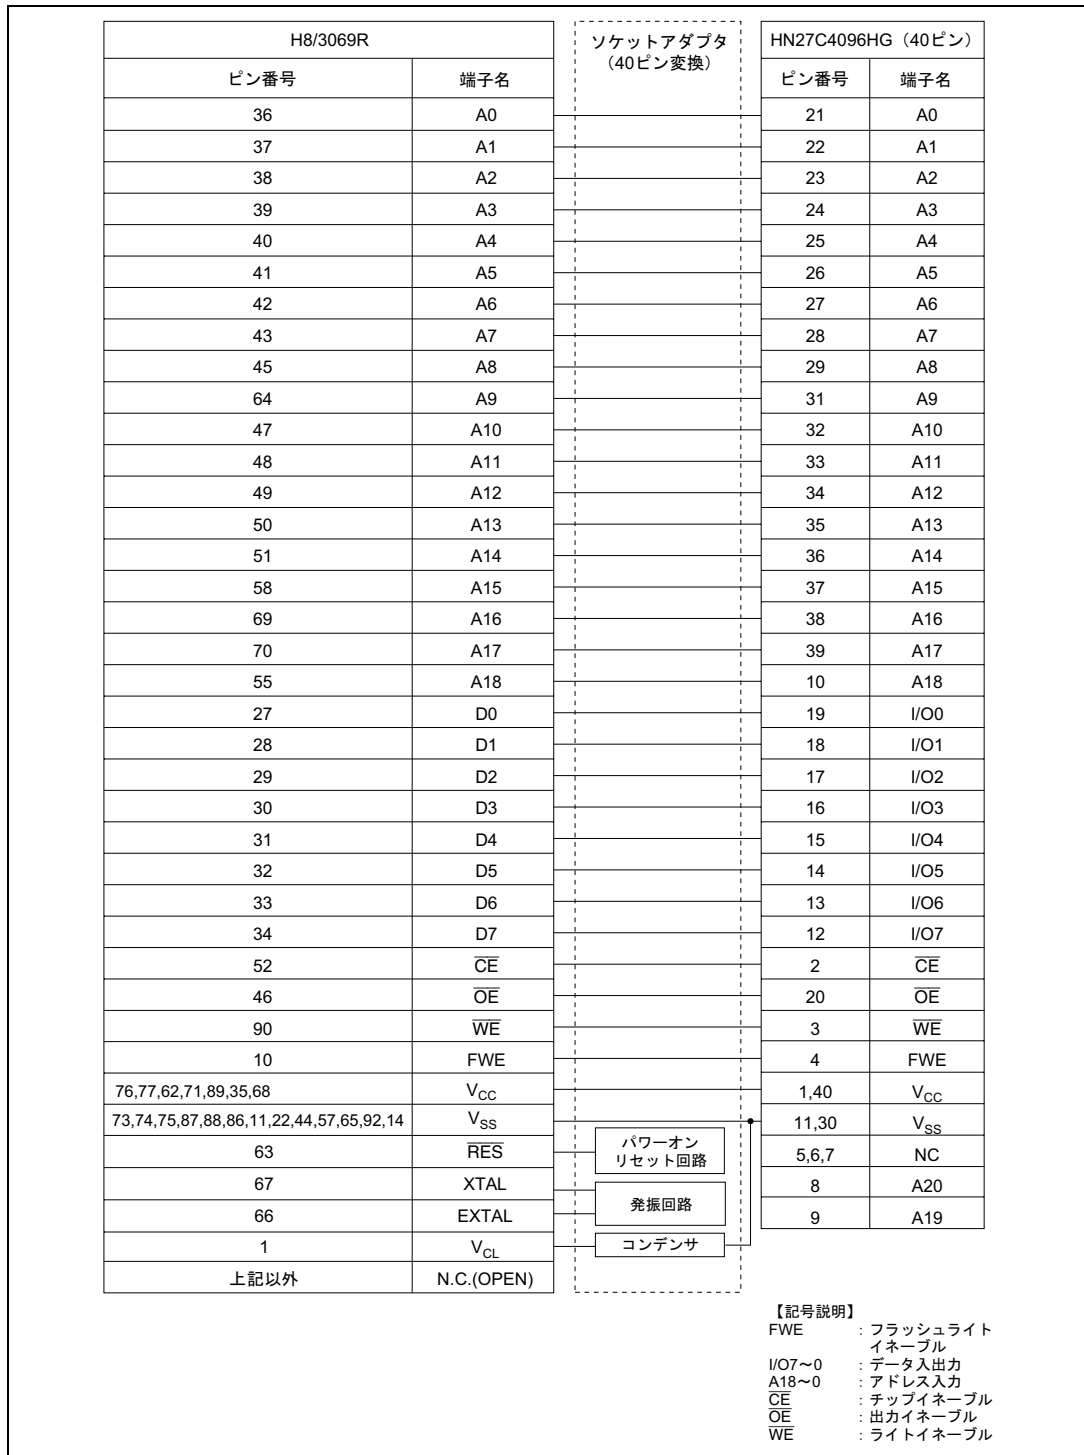 H8/3069R ソケットアダプタ HN27C4096HG（40ピン）
（40ピン変換）
ピン番号 端子名 ピン番号 端子名
36 A0 21 A0
37 A1 22 A1
38 A2 23 A2
39 A3 24 A3
40 A4 25 A4
41 A5 26 A5
42 A6 27 A6
43 A7 28 A7
45 A8 29 A8
64 A9 31 A9
47 A10 32 A10
48 A11 33 A11
49 A12 34 A12
50 A13 35 A13
51 A14 36 A14
58 A15 37 A15
69 A16 38 A16
70 A17 39 A17
55 A18 10 A18
27 D0 19 I/O0
28 D1 18 I/O1
29 D2 17 I/O2
30 D3 16 I/O3
31 D4 15 I/O4
32 D5 14 I/O5
33 D6 13 I/O6
34 D7 12 I/O7
52 C̅E̅ 2 C̅E̅
46 O̅E̅ 20 O̅E̅
90 W̅E̅ 3 W̅E̅
10 FWE 4 FWE
76,77,62,71,89,35,68 VCC 1,40 VCC
73,74,75,87,88,86,11,22,44,57,65,92,14 VSS 11,30 VSS
63 R̅E̅S̅ パワーオン 5,6,7 NC
リセット回路
67 XTAL 発振回路 8 A20
66 EXTAL 9 A19
1 VCL コンデンサ
上記以外 N.C.(OPEN)
【記号説明】
FWE ：フラッシュライト
イネーブル
I/O7～0 ：データ入出力
A18～0 ：アドレス入力
C̅E̅ ：チップイネーブル
O̅E̅ ：出力イネーブル
W̅E̅ ：ライトイネーブル